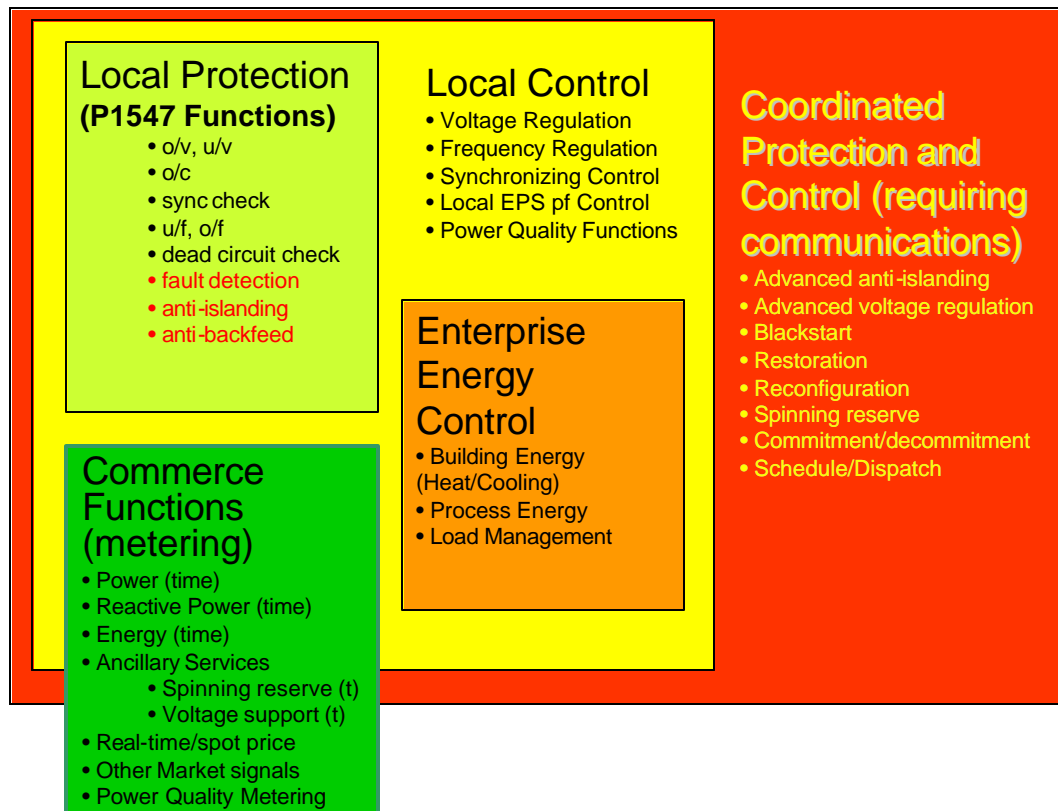 Local Protection
(P1547 Functions)
• o/v, u/v
• o/c
• sync check
• u/f, o/f
• dead circuit check
• fault detection
• anti-islanding
• anti-backfeed
Local Control
• Voltage Regulation
• Frequency Regulation
• Synchronizing Control
• Local EPS pf Control
• Power Quality Functions
Enterprise
Energy
Control
• Building Energy
(Heat/Cooling)
• Process Energy
• Load Management
Commerce
Functions
(metering)
• Power (time)
• Reactive Power (time)
• Energy (time)
• Ancillary Services
• Spinning reserve (t)
• Voltage support (t)
• Real-time/spot price
• Other Market signals
• Power Quality Metering
Coordinated
Protection and
Control (requiring
communications)
• Advanced anti-islanding
• Advanced voltage regulation
• Blackstart
• Restoration
• Reconfiguration
• Spinning reserve
• Commitment/decommitment
• Schedule/Dispatch